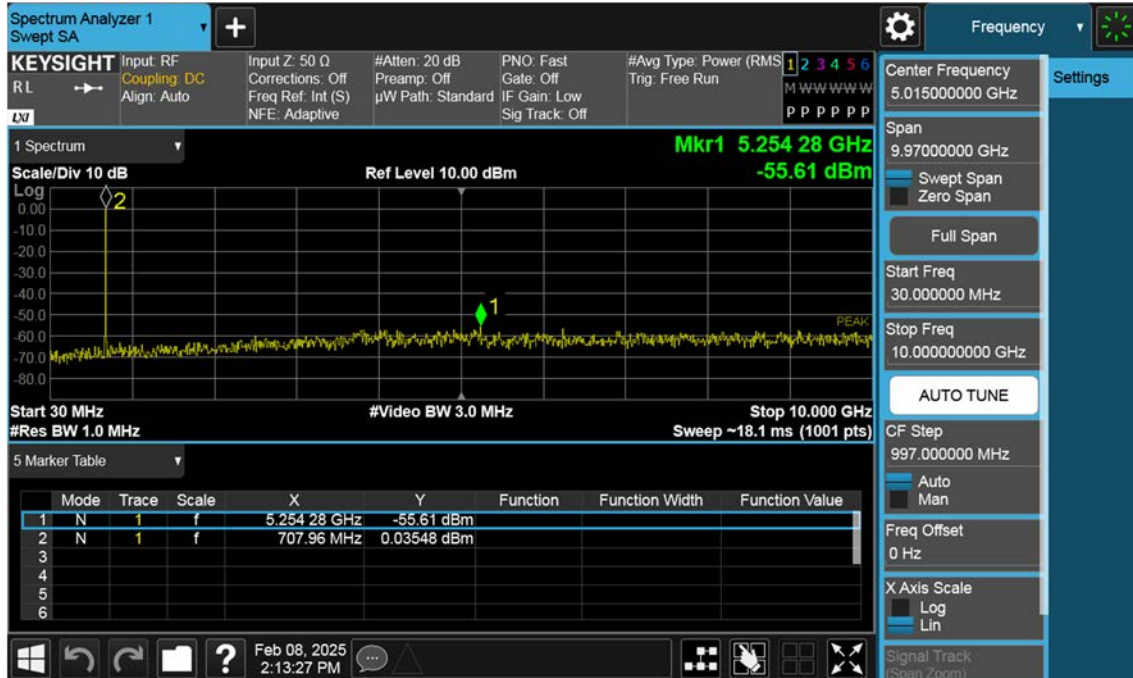 Spectrum Analyzer 1
Swept SA
Frequency
KEYSIGHT
R L
LXI
Input: RF
Coupling: DC
Align: Auto
Input Z: 50 Ω
Corrections: Off
Freq Ref: Int (S)
NFE: Adaptive
#Atten: 20 dB
Preamp: Off
µW Path: Standard
PNO: Fast
Gate: Off
IF Gain: Low
Sig Track: Off
#Avg Type: Power (RMS
Trig: Free Run
1 2 3 4 5 6
M W W W W W
P P P P P P
1 Spectrum
Mkr1 5.254 28 GHz
Scale/Div 10 dB
Ref Level 10.00 dBm
-55.61 dBm
Log
2
0.00
-10.0
-20.0
-30.0
-40.0
-50.0
-60.0
-70.0
-80.0
1
PEAK
Start 30 MHz
#Video BW 3.0 MHz
Stop 10.000 GHz
#Res BW 1.0 MHz
Sweep ~18.1 ms (1001 pts)
5 Marker Table
Mode Trace Scale X Y Function Function Width Function Value
1 N 1 f 5.254 28 GHz -55.61 dBm
2 N 1 f 707.96 MHz 0.03548 dBm
3
4
5
6
Feb 08, 2025
2:13:27 PM
?
Center Frequency
5.015000000 GHz
Settings
Span
9.97000000 GHz
Swept Span
Zero Span
Full Span
Start Freq
30.000000 MHz
Stop Freq
10.000000000 GHz
AUTO TUNE
CF Step
997.000000 MHz
Auto
Man
Freq Offset
0 Hz
X Axis Scale
Log
Lin
Signal Track
(Span Zoom)